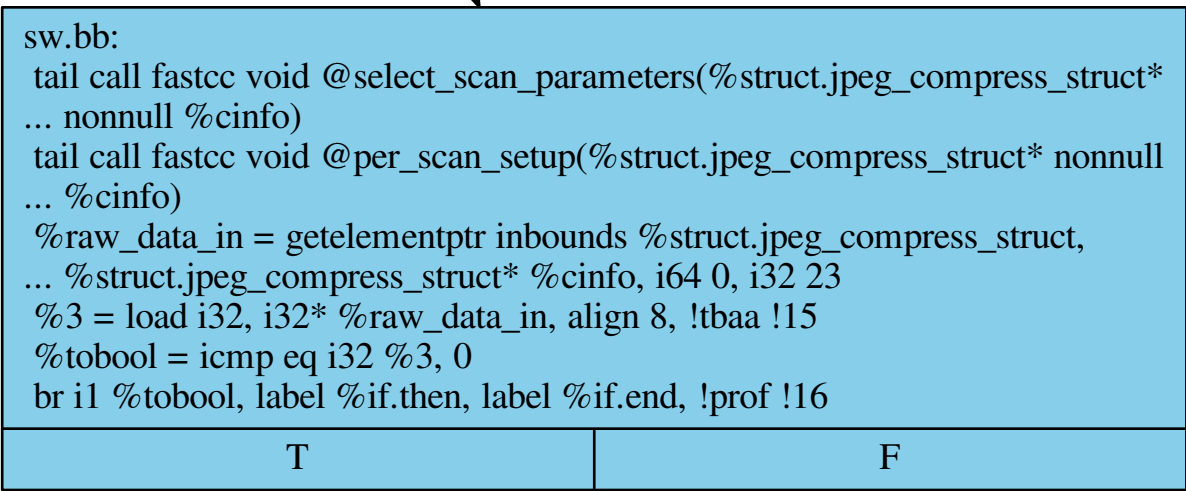 sw.bb:
tail call fastcc void @select_scan_parameters(%struct.jpeg_compress_struct*
... nonnull %cinfo)
tail call fastcc void @per_scan_setup(%struct.jpeg_compress_struct* nonnull
... %cinfo)
%raw_data_in = getelementptr inbounds %struct.jpeg_compress_struct,
... %struct.jpeg_compress_struct* %cinfo, i64 0, i32 23
%3 = load i32, i32* %raw_data_in, align 8, !tbaa !15
%tobool = icmp eq i32 %3, 0
br i1 %tobool, label %if.then, label %if.end, !prof !16
T F